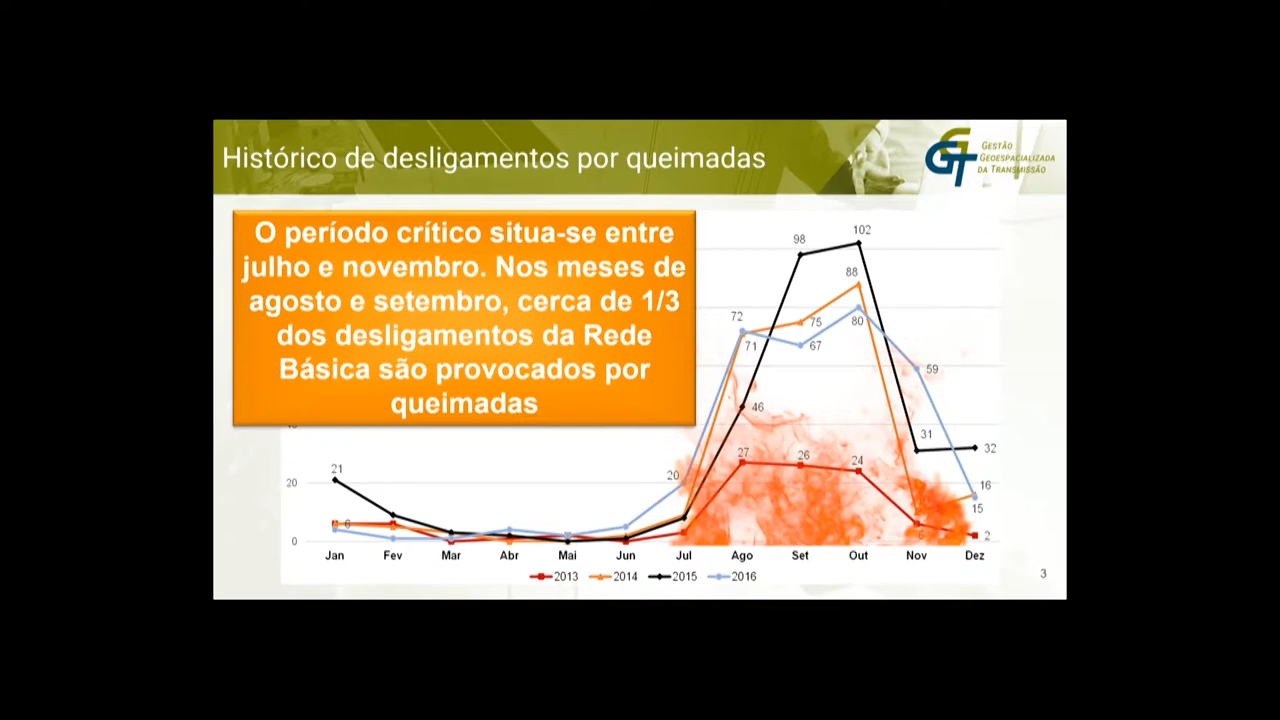 Histórico de desligamentos por queimadas
GESTÃO
GEOESPACIALIZADA
DA TRANSMISSÃO
O período crítico situa-se entre
julho e novembro. Nos meses de
agosto e setembro, cerca de 1/3
dos desligamentos da Rede
Básica são provocados por
queimadas
102
98
88
72
75
80
71
67
59
46
31
32
27
26
24
21
20
20
16
15
6
6
2
0
Jan Fev Mar Abr Mai Jun Jul Ago Set Out Nov Dez
2013 2014 2015 2016
3